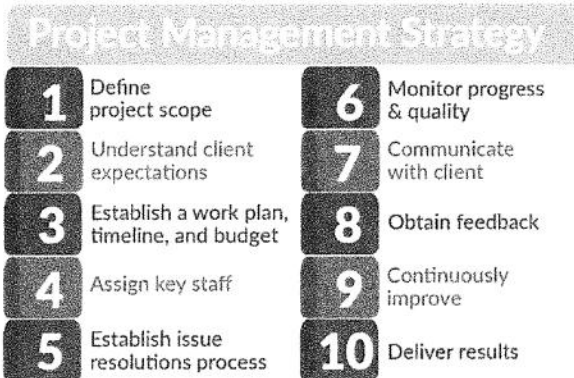 Project Management Strategy
1 Define
project scope
2 Understand client
expectations
3 Establish a work plan,
timeline, and budget
4 Assign key staff
5 Establish issue
resolutions process
6 Monitor progress
& quality
7 Communicate
with client
8 Obtain feedback
9 Continuously
improve
10 Deliver results